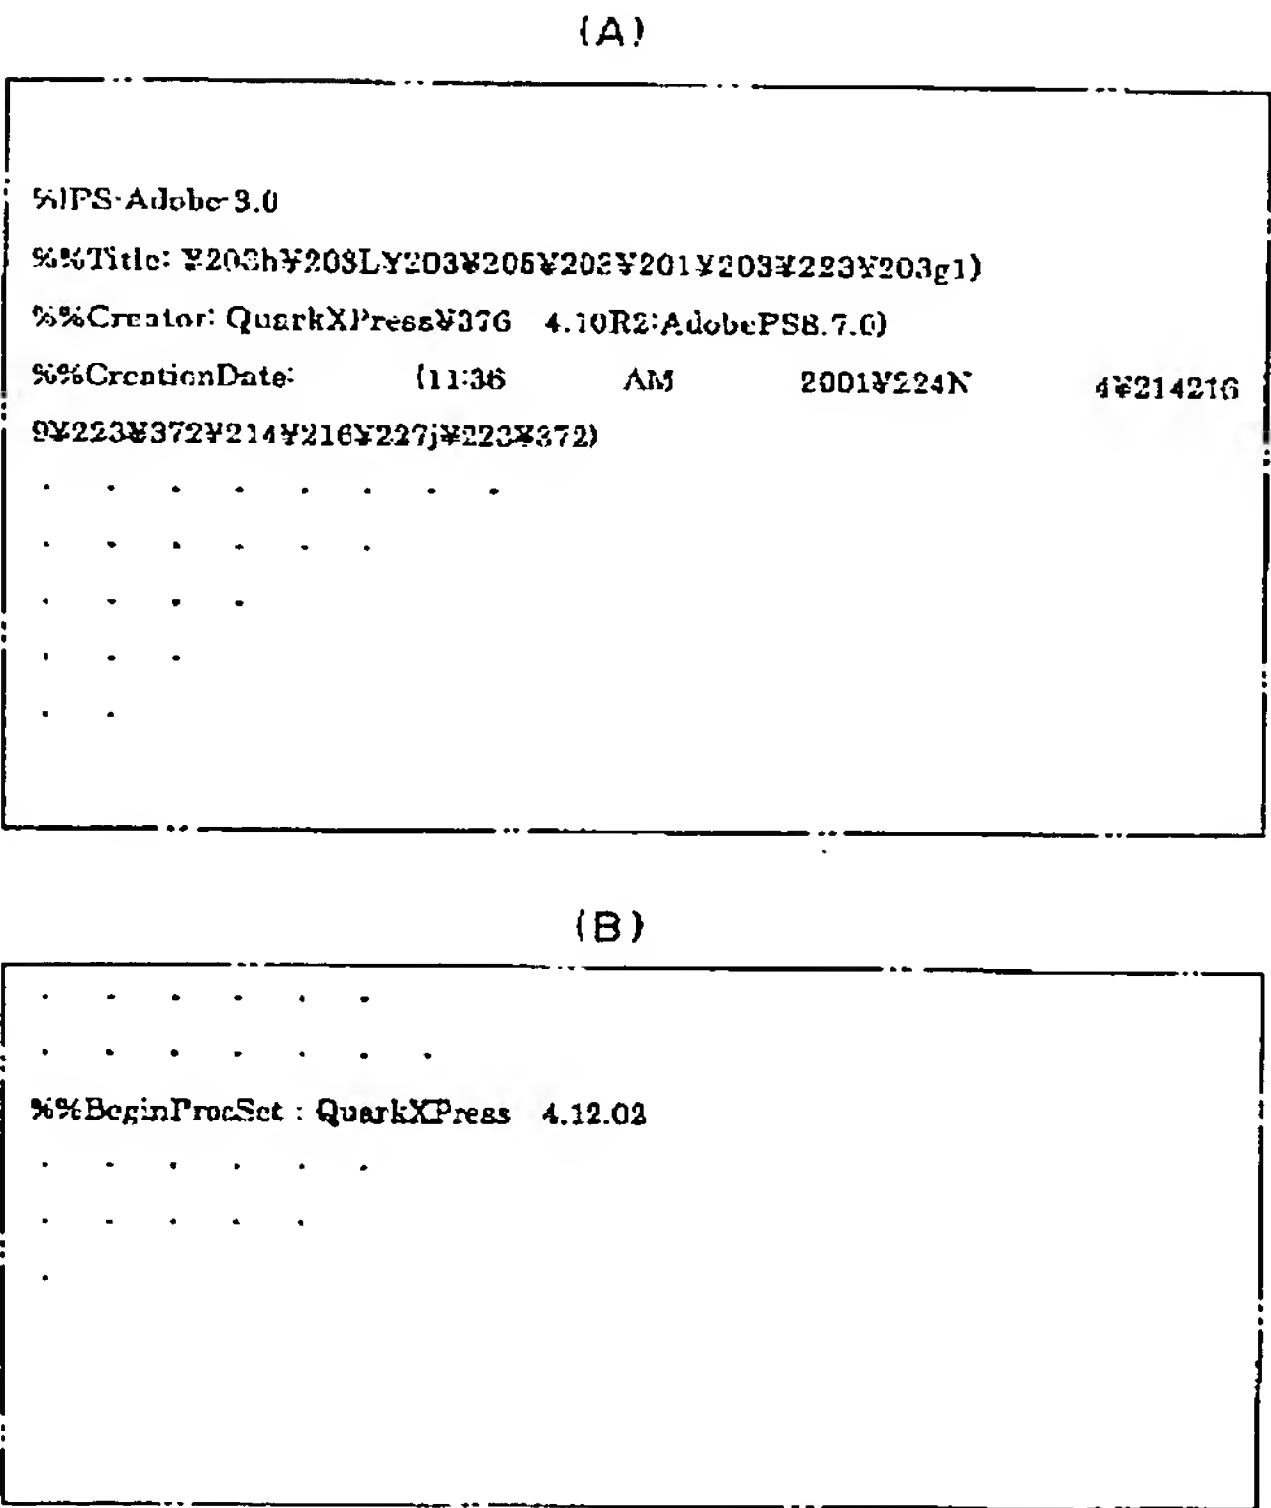 (A)
%!PS-Adobe-3.0
%%Title: ¥203h¥203L¥203¥205¥203¥201¥203¥223¥203g1)
%%Creator: QuarkXPress¥376 4.10R2:AdobePS8.7.0)
%%CreationDate: (11:36 AM 2001¥224N 4¥214216
9¥223¥372¥214¥216¥227j¥223¥372)
. . . . . . . .
. . . . . .
. . . .
. . .
. .
(B)
. . . . . .
. . . . . . .
%%BeginProcSet : QuarkXPress 4.12.02
. . . . . .
. . . . .
.